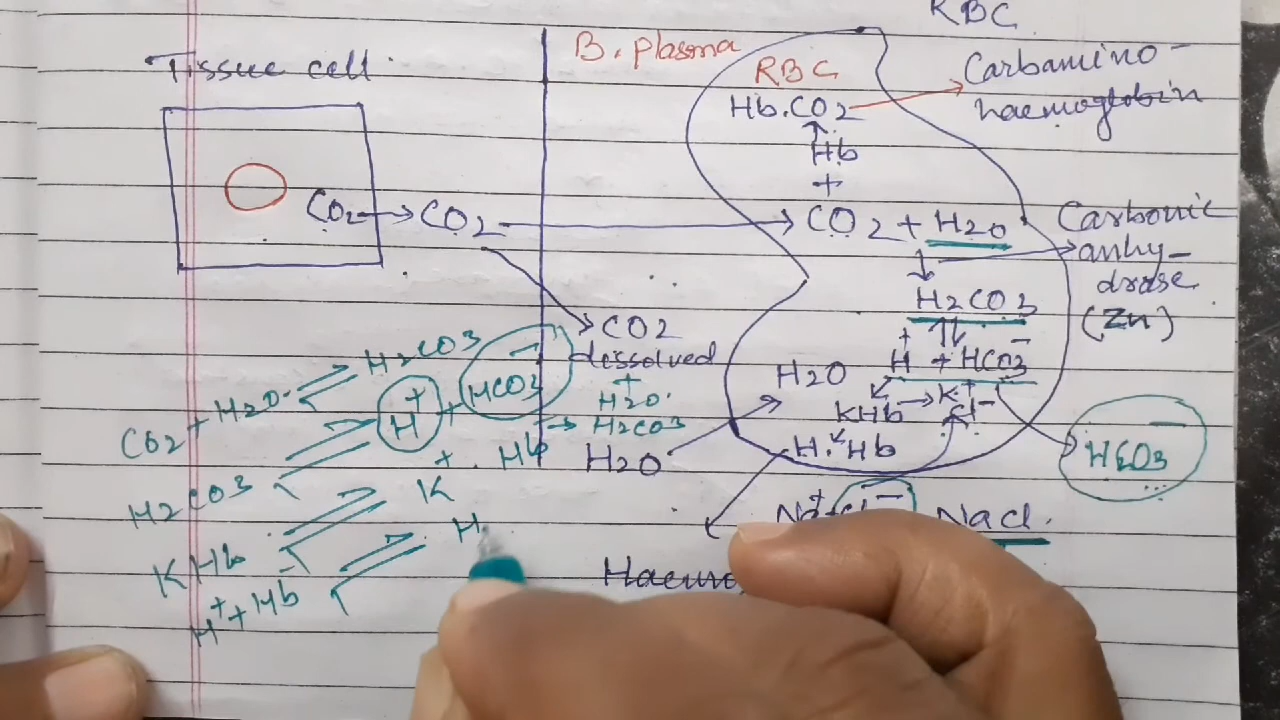 RBC
Tissue cell
B. plasma
RBC
Carbamino-
haemoglobin
Hb.CO2
Hb
+
CO2 → CO2 → CO2 + H2O
Carbonic
anhy-
drase
(Zn)
H2CO3
CO2
dissolved
+
H2O
→ H2CO3
H+ + HCO3-
H2O
KHb → K+
Cl-
H.Hb
H2O
HCO3-
Na+Cl-
NaCl.
CO2 + H2O ⇌ H2CO3
H2CO3 ⇌ H+ + HCO3-
KHb ⇌ K+ + Hb-
H+ + Hb- ⇌ H